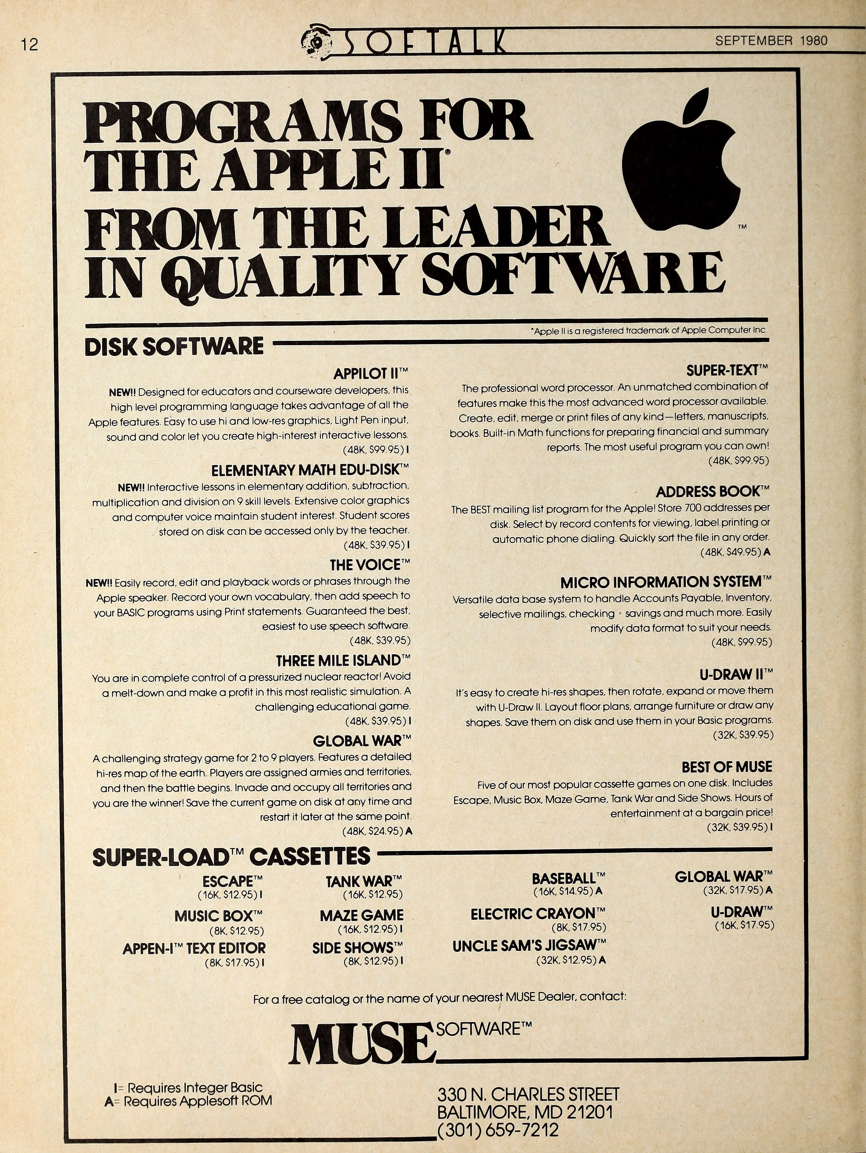 12
SOFTALK
SEPTEMBER 1980
PROGRAMS FOR
THE APPLE II*
FROM THE LEADER
IN QUALITY SOFTWARE
TM
*Apple II is a registered trademark of Apple Computer Inc.
DISK SOFTWARE
APPILOT II™
NEW!! Designed for educators and courseware developers, this
high level programming language takes advantage of all the
Apple features. Easy to use hi and low-res graphics, Light Pen input,
sound and color let you create high-interest interactive lessons.
(48K, $99.95) I
ELEMENTARY MATH EDU-DISK™
NEW!! Interactive lessons in elementary addition, subtraction,
multiplication and division on 9 skill levels. Extensive color graphics
and computer voice maintain student interest. Student scores
stored on disk can be accessed only by the teacher.
(48K, $39.95) I
THE VOICE™
NEW!! Easily record, edit and playback words or phrases through the
Apple speaker. Record your own vocabulary, then add speech to
your BASIC programs using Print statements. Guaranteed the best,
easiest to use speech software.
(48K, $39.95)
THREE MILE ISLAND™
You are in complete control of a pressurized nuclear reactor! Avoid
a melt-down and make a profit in this most realistic simulation. A
challenging educational game.
(48K, $39.95) I
GLOBAL WAR™
A challenging strategy game for 2 to 9 players. Features a detailed
hi-res map of the earth. Players are assigned armies and territories,
and then the battle begins. Invade and occupy all territories and
you are the winner! Save the current game on disk at any time and
restart it later at the same point.
(48K, $24.95) A
SUPER-TEXT™
The professional word processor. An unmatched combination of
features make this the most advanced word processor available.
Create, edit, merge or print files of any kind—letters, manuscripts,
books. Built-in Math functions for preparing financial and summary
reports. The most useful program you can own!
(48K, $99.95)
ADDRESS BOOK™
The BEST mailing list program for the Apple! Store 700 addresses per
disk. Select by record contents for viewing, label printing or
automatic phone dialing. Quickly sort the file in any order.
(48K, $49.95) A
MICRO INFORMATION SYSTEM™
Versatile data base system to handle Accounts Payable, Inventory,
selective mailings, checking · savings and much more. Easily
modify data format to suit your needs.
(48K, $99.95)
U-DRAW II™
It's easy to create hi-res shapes, then rotate, expand or move them
with U-Draw II. Layout floor plans, arrange furniture or draw any
shapes. Save them on disk and use them in your Basic programs.
(32K, $39.95)
BEST OF MUSE
Five of our most popular cassette games on one disk. Includes
Escape, Music Box, Maze Game, Tank War and Side Shows. Hours of
entertainment at a bargain price!
(32K, $39.95) I
SUPER-LOAD™ CASSETTES
ESCAPE™
(16K, $12.95) I
MUSIC BOX™
(8K, $12.95)
APPEN-I™ TEXT EDITOR
(8K, $17.95) I
TANK WAR™
(16K, $12.95)
MAZE GAME
(16K, $12.95) I
SIDE SHOWS™
(8K, $12.95) I
BASEBALL™
(16K, $14.95) A
ELECTRIC CRAYON™
(8K, $17.95)
UNCLE SAM'S JIGSAW™
(32K, $12.95) A
GLOBAL WAR™
(32K, $17.95) A
U-DRAW™
(16K, $17.95)
For a free catalog or the name of your nearest MUSE Dealer, contact:
MUSE SOFTWARE™
I= Requires Integer Basic
A= Requires Applesoft ROM
330 N. CHARLES STREET
BALTIMORE, MD 21201
(301) 659-7212